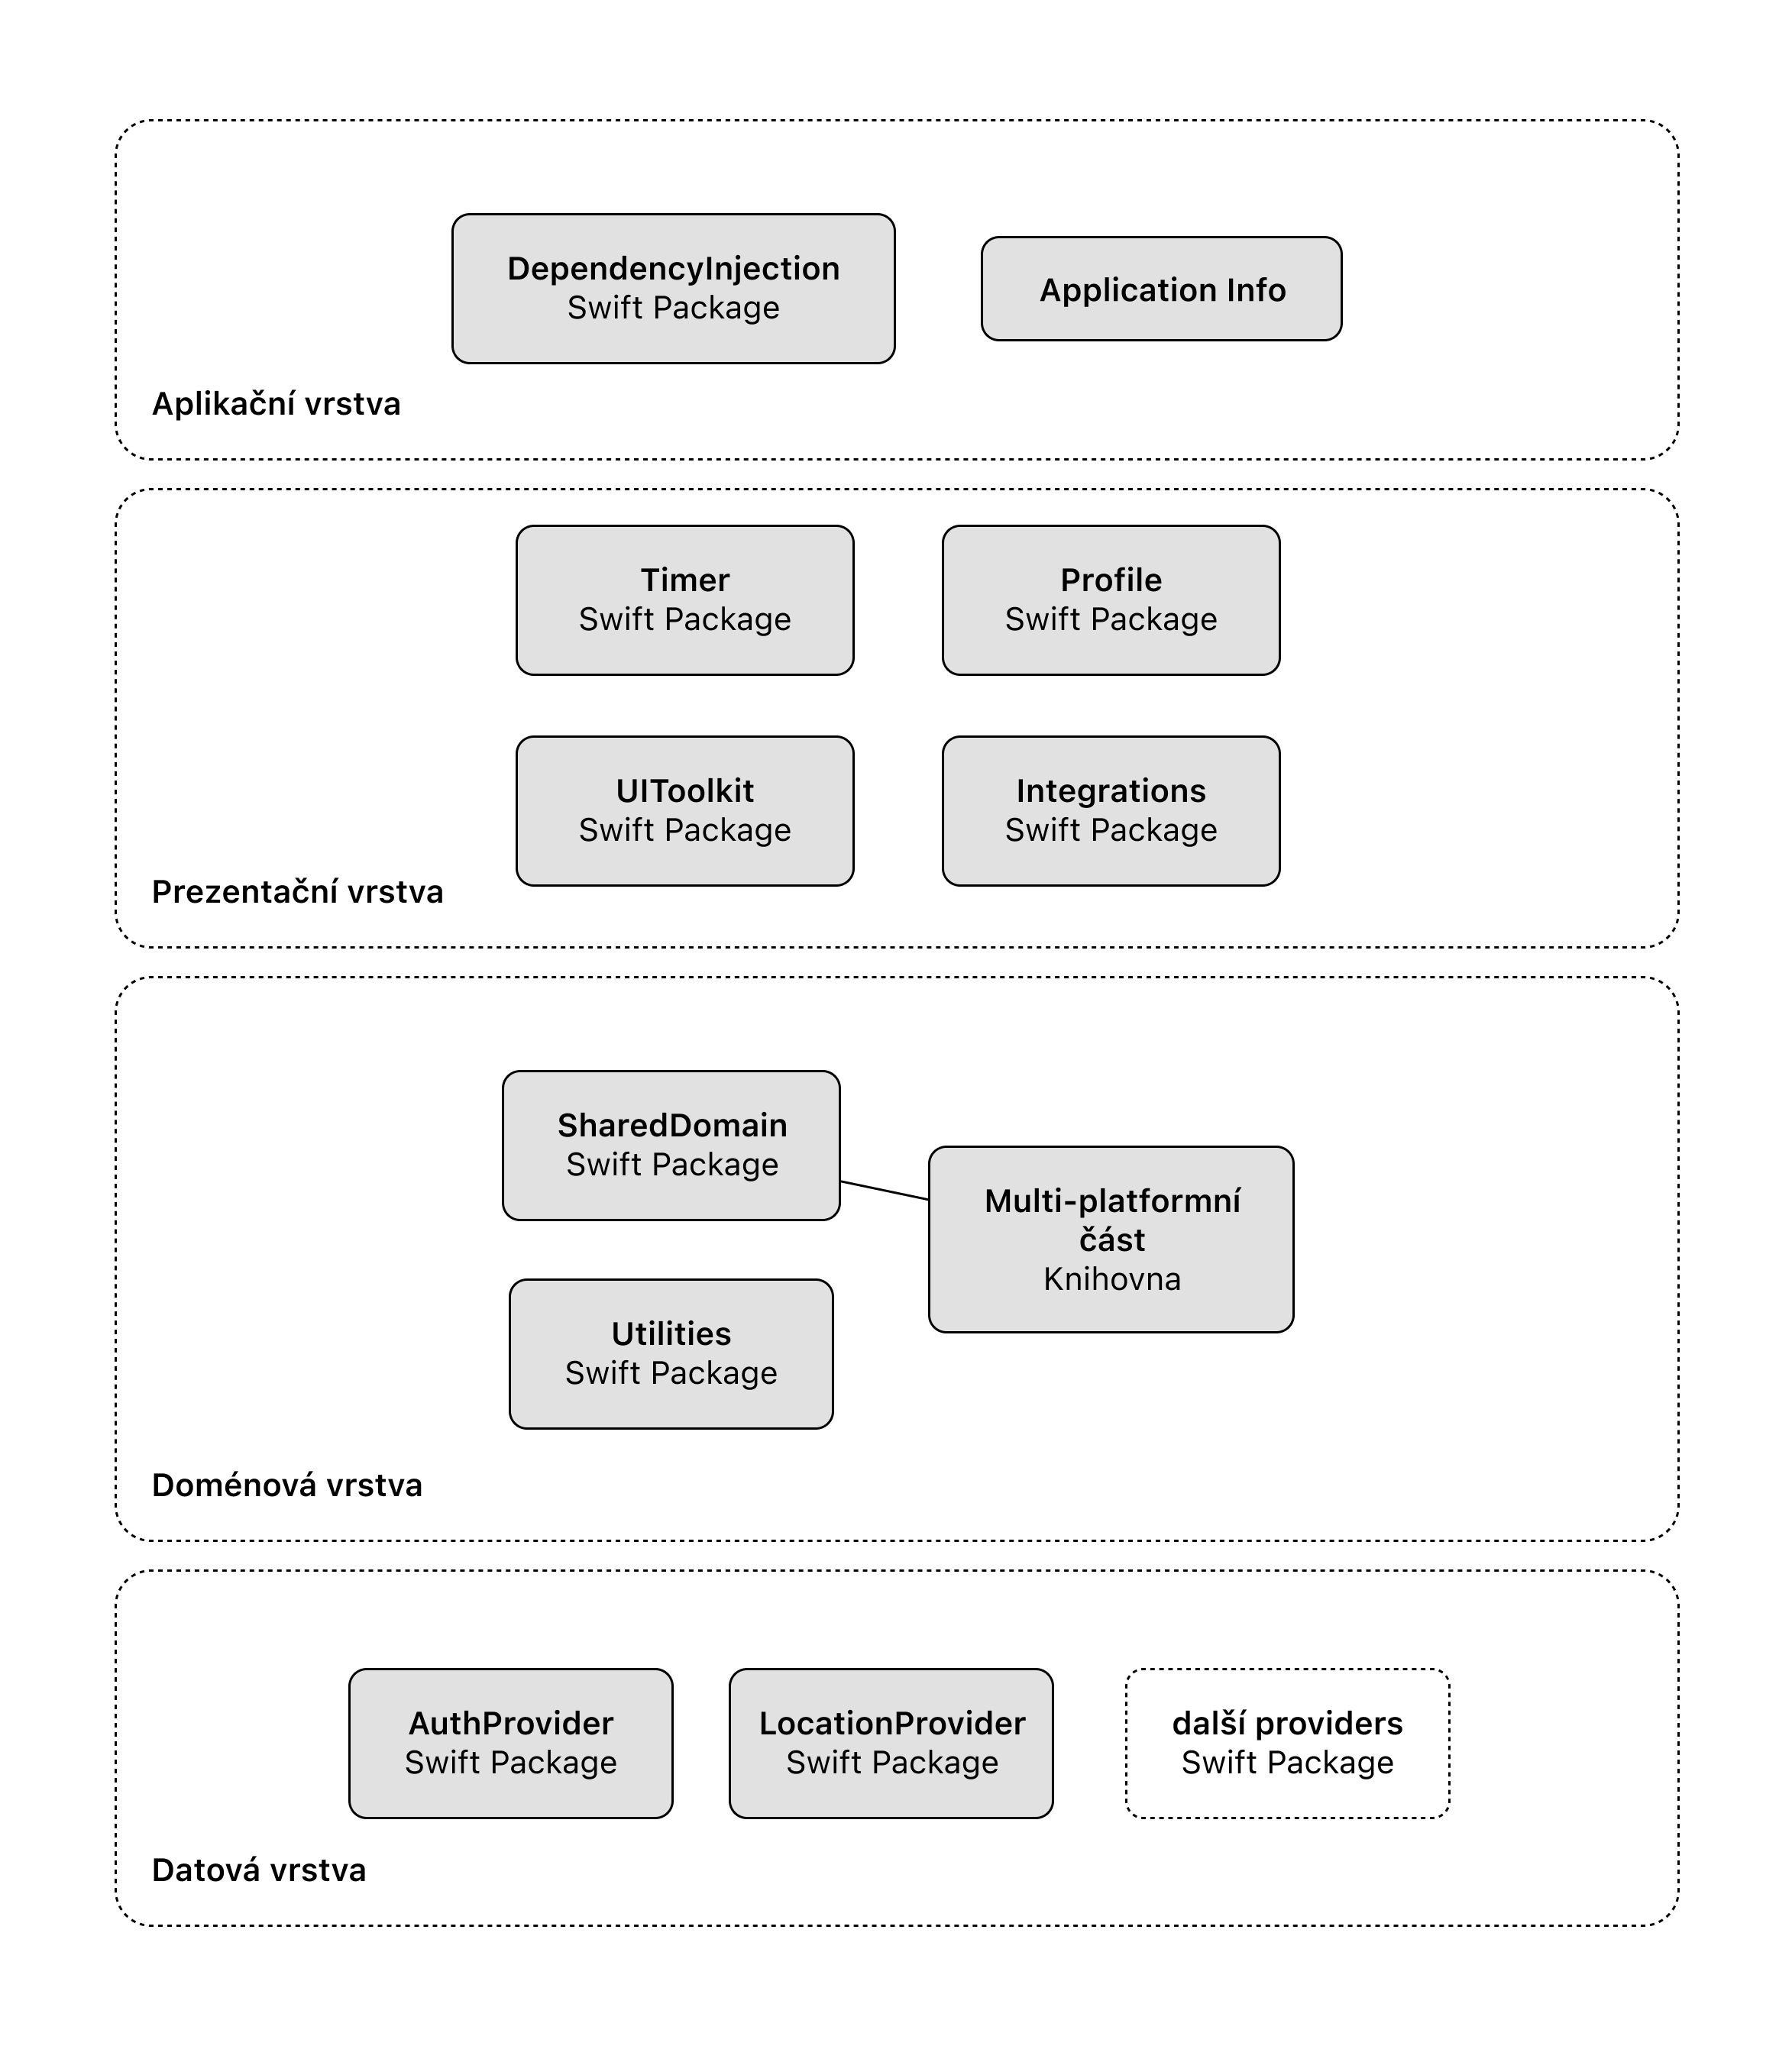 DependencyInjection
Swift Package
Application Info
Aplikační vrstva
Timer
Swift Package
Profile
Swift Package
UIToolkit
Swift Package
Integrations
Swift Package
Prezentační vrstva
SharedDomain
Swift Package
Multi-platformní
část
Knihovna
Utilities
Swift Package
Doménová vrstva
AuthProvider
Swift Package
LocationProvider
Swift Package
další providers
Swift Package
Datová vrstva